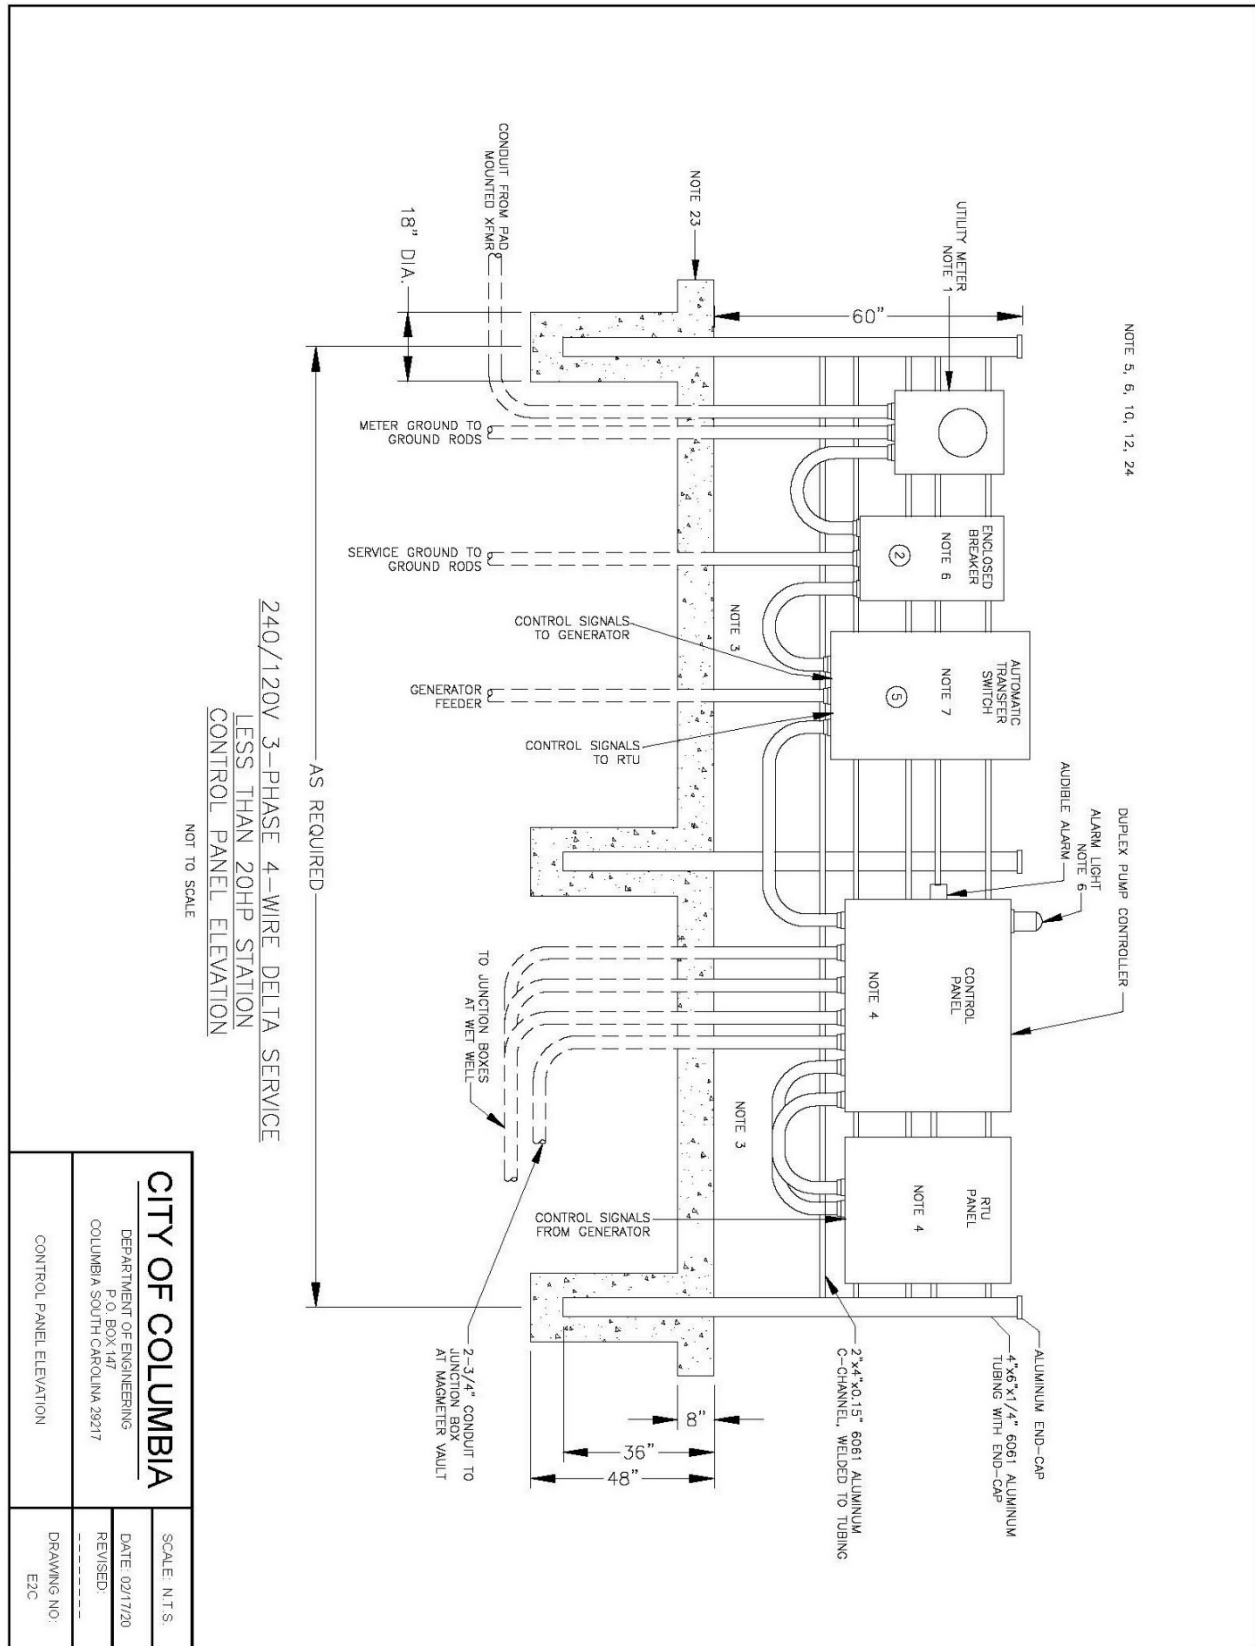 NOTE 5, 6, 10, 12, 24
UTILITY METER
NOTE 1
NOTE 23
60"
CONDUIT FROM PAD
MOUNTED XFMR
18" DIA.
METER GROUND TO
GROUND RODS
ENCLOSED
BREAKER
NOTE 6
2
SERVICE GROUND TO
GROUND RODS
NOTE 3
CONTROL SIGNALS
TO GENERATOR
AUTOMATIC
TRANSFER
SWITCH
NOTE 7
5
GENERATOR
FEEDER
CONTROL SIGNALS
TO RTU
AUDIBLE ALARM
ALARM LIGHT
NOTE 6
DUPLEX PUMP CONTROLLER
CONTROL
PANEL
NOTE 4
TO JUNCTION BOXES
AT WET WELL
NOTE 3
RTU
PANEL
NOTE 4
CONTROL SIGNALS
FROM GENERATOR
ALUMINUM END-CAP
4"x6"x1/4" 6061 ALUMINUM
TUBING WITH END-CAP
2"x4"x0.15" 6061 ALUMINUM
C-CHANNEL, WELDED TO TUBING
8"
36"
48"
2-3/4" CONDUIT TO
JUNCTION BOX
AT MAGMETER VAULT
AS REQUIRED
240/120V 3-PHASE 4-WIRE DELTA SERVICE
LESS THAN 20HP STATION
CONTROL PANEL ELEVATION
NOT TO SCALE
CITY OF COLUMBIA
DEPARTMENT OF ENGINEERING
P.O. BOX 147
COLUMBIA SOUTH CAROLINA 29217
CONTROL PANEL ELEVATION
SCALE: N.T.S.
DATE: 02/17/20
REVISED:
--------
DRAWING NO:
E2C